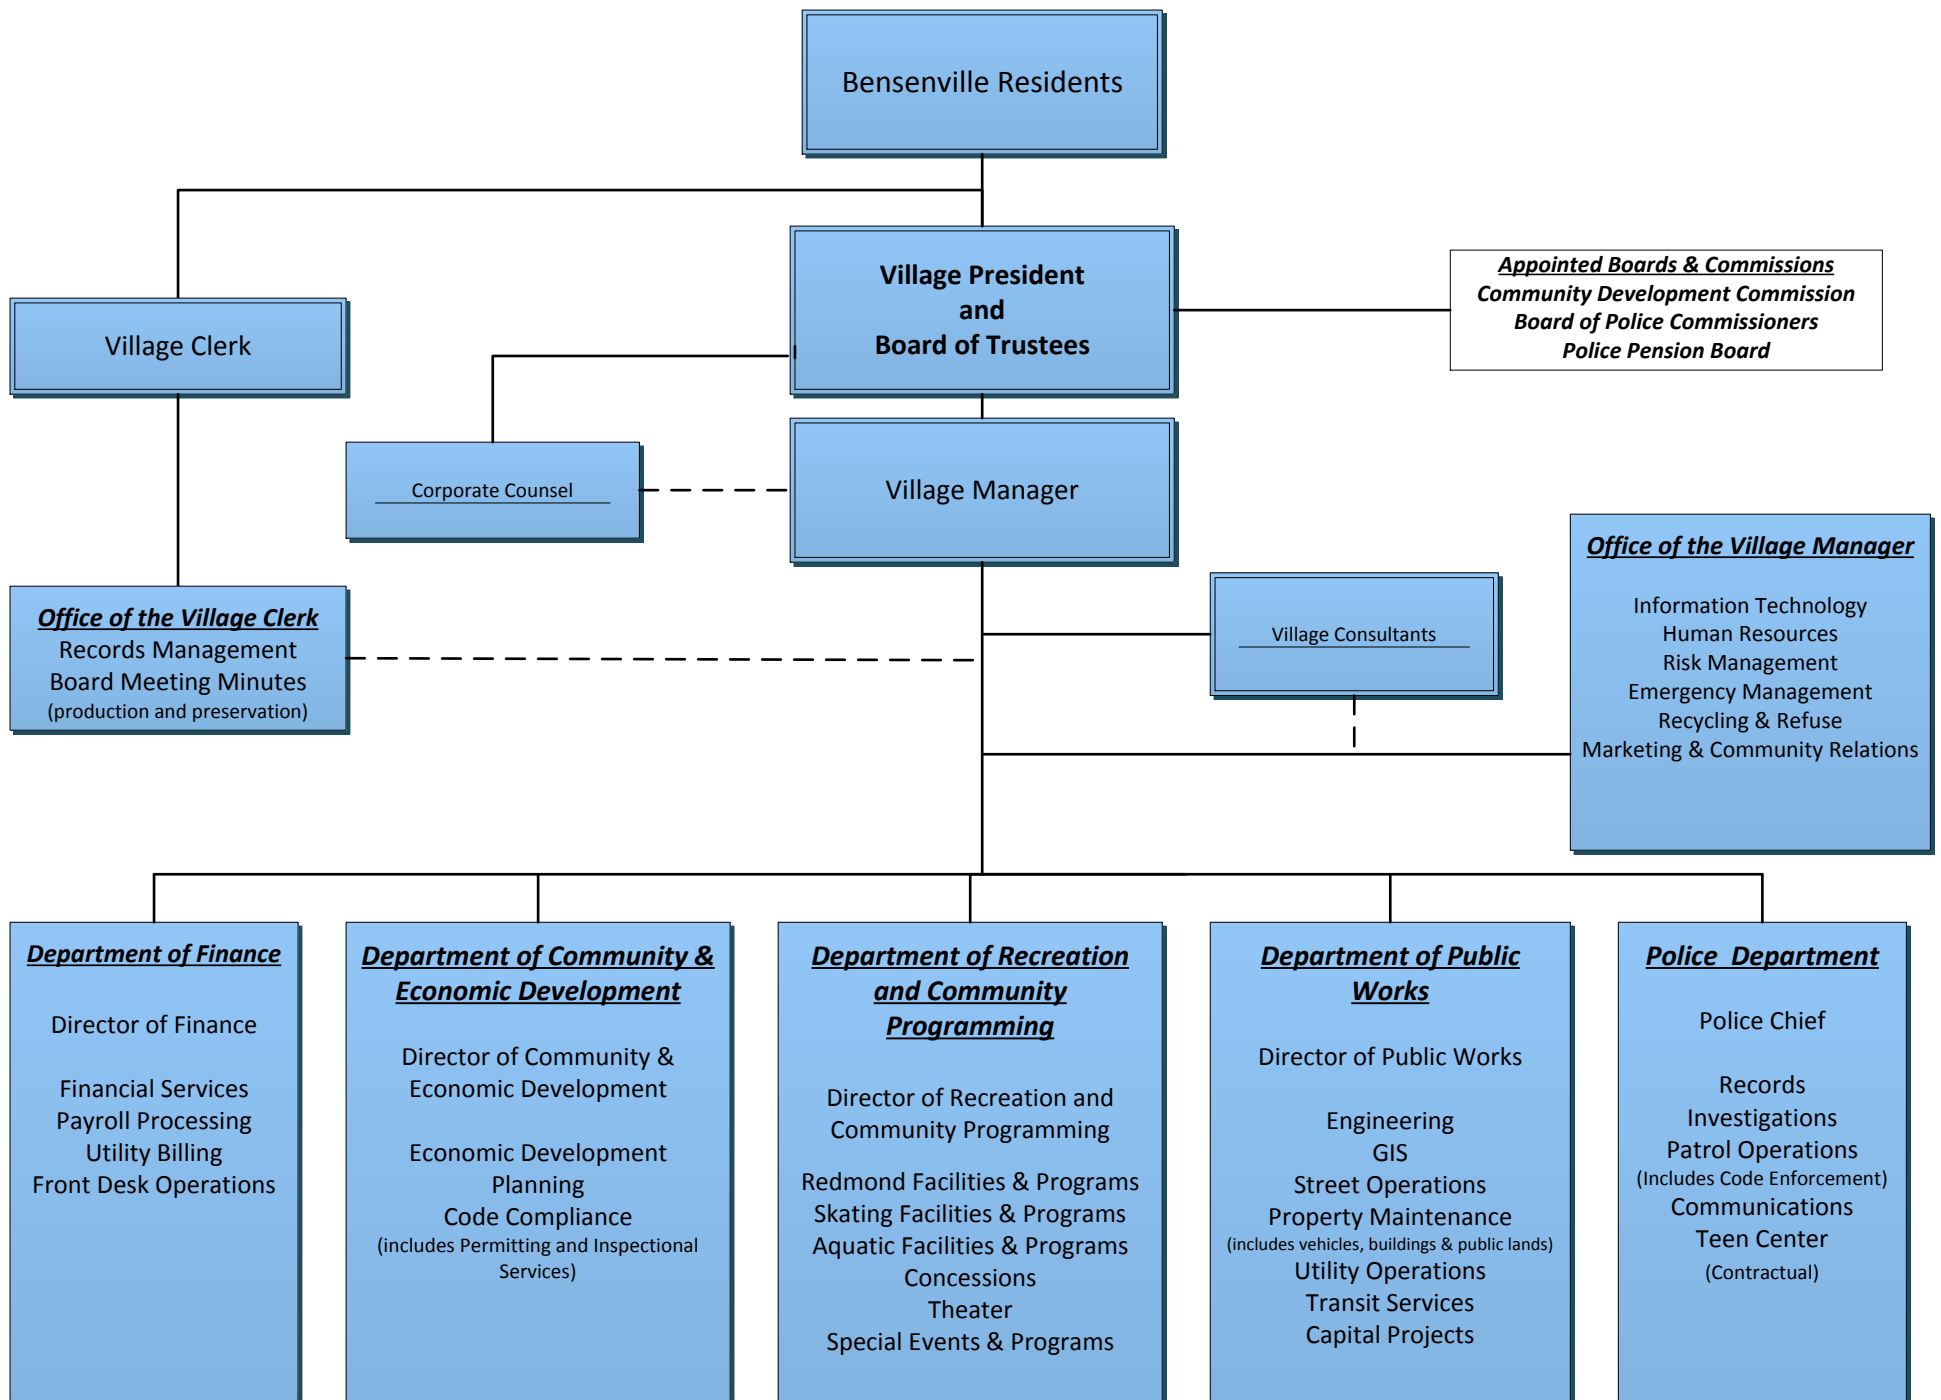 Bensenville Residents
Village President
and
Board of Trustees
Appointed Boards & Commissions
Community Development Commission
Board of Police Commissioners
Police Pension Board
Village Clerk
Corporate Counsel
Village Manager
Office of the Village Manager
Information Technology
Human Resources
Risk Management
Emergency Management
Recycling & Refuse
Marketing & Community Relations
Office of the Village Clerk
Records Management
Board Meeting Minutes
(production and preservation)
Village Consultants
Department of Finance
Director of Finance
Financial Services
Payroll Processing
Utility Billing
Front Desk Operations
Department of Community &
Economic Development
Director of Community &
Economic Development
Economic Development
Planning
Code Compliance
(includes Permitting and Inspectional
Services)
Department of Recreation
and Community
Programming
Director of Recreation and
Community Programming
Redmond Facilities & Programs
Skating Facilities & Programs
Aquatic Facilities & Programs
Concessions
Theater
Special Events & Programs
Department of Public
Works
Director of Public Works
Engineering
GIS
Street Operations
Property Maintenance
(includes vehicles, buildings & public lands)
Utility Operations
Transit Services
Capital Projects
Police  Department
Police Chief
Records
Investigations
Patrol Operations
(Includes Code Enforcement)
Communications
Teen Center
(Contractual)